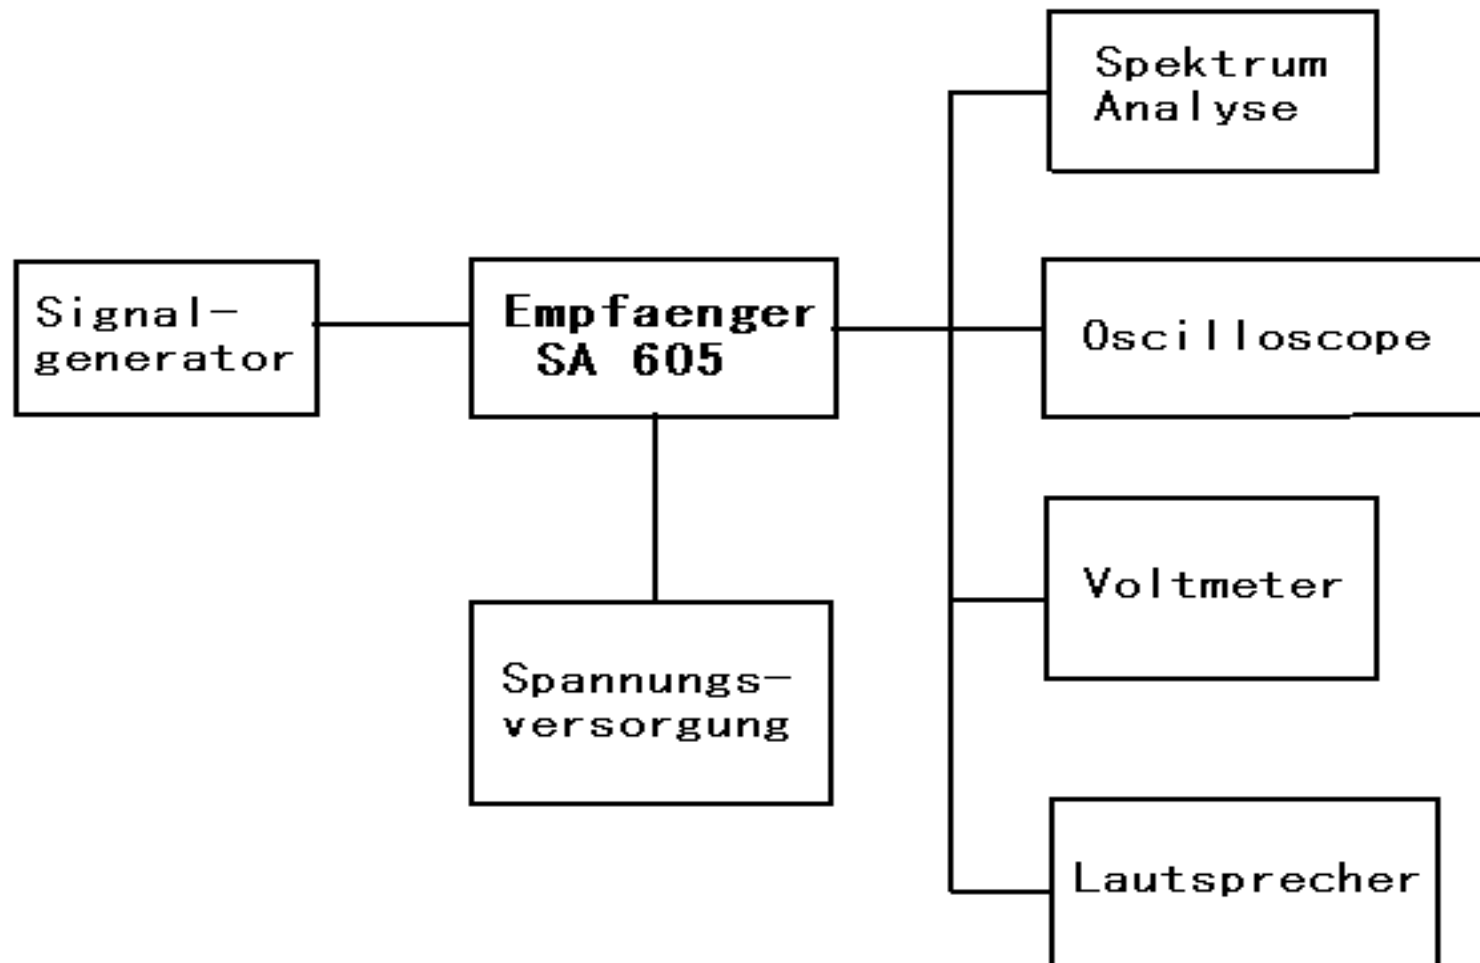 Spektrum
Analyse
Signal-
generator
Empfaenger
SA 605
Oscilloscope
Voltmeter
Spannungs-
versorgung
Lautsprecher